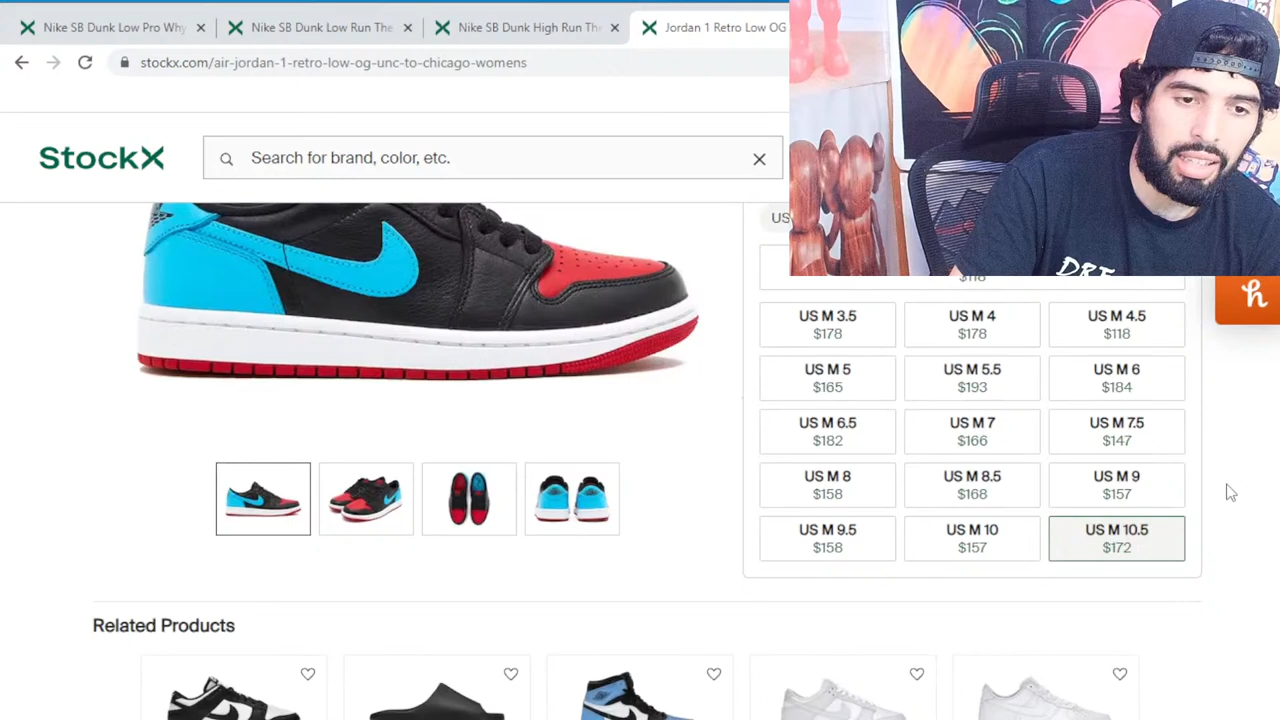 Nike SB Dunk Low Pro Why
Nike SB Dunk Low Run The
Nike SB Dunk High Run The
Jordan 1 Retro Low OG
stockx.com/air-jordan-1-retro-low-og-unc-to-chicago-womens
StockX
Search for brand, color, etc.
US
$118
US M 3.5
$178
US M 4
$178
US M 4.5
$118
US M 5
$165
US M 5.5
$193
US M 6
$184
US M 6.5
$182
US M 7
$166
US M 7.5
$147
US M 8
$158
US M 8.5
$168
US M 9
$157
US M 9.5
$158
US M 10
$157
US M 10.5
$172
Related Products
h